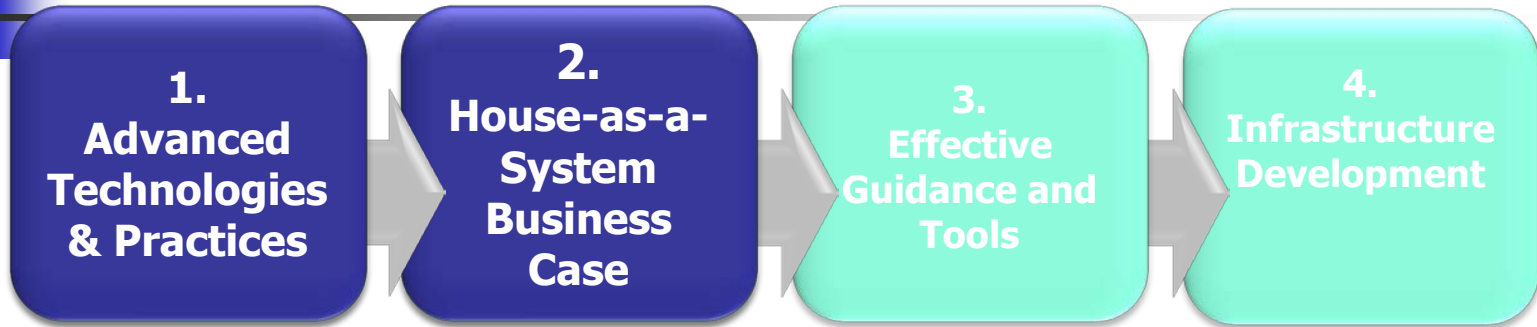 1.
Advanced
Technologies
& Practices
2.
House-as-a-
System
Business
Case
3.
Effective
Guidance and
Tools
4.
Infrastructure
Development